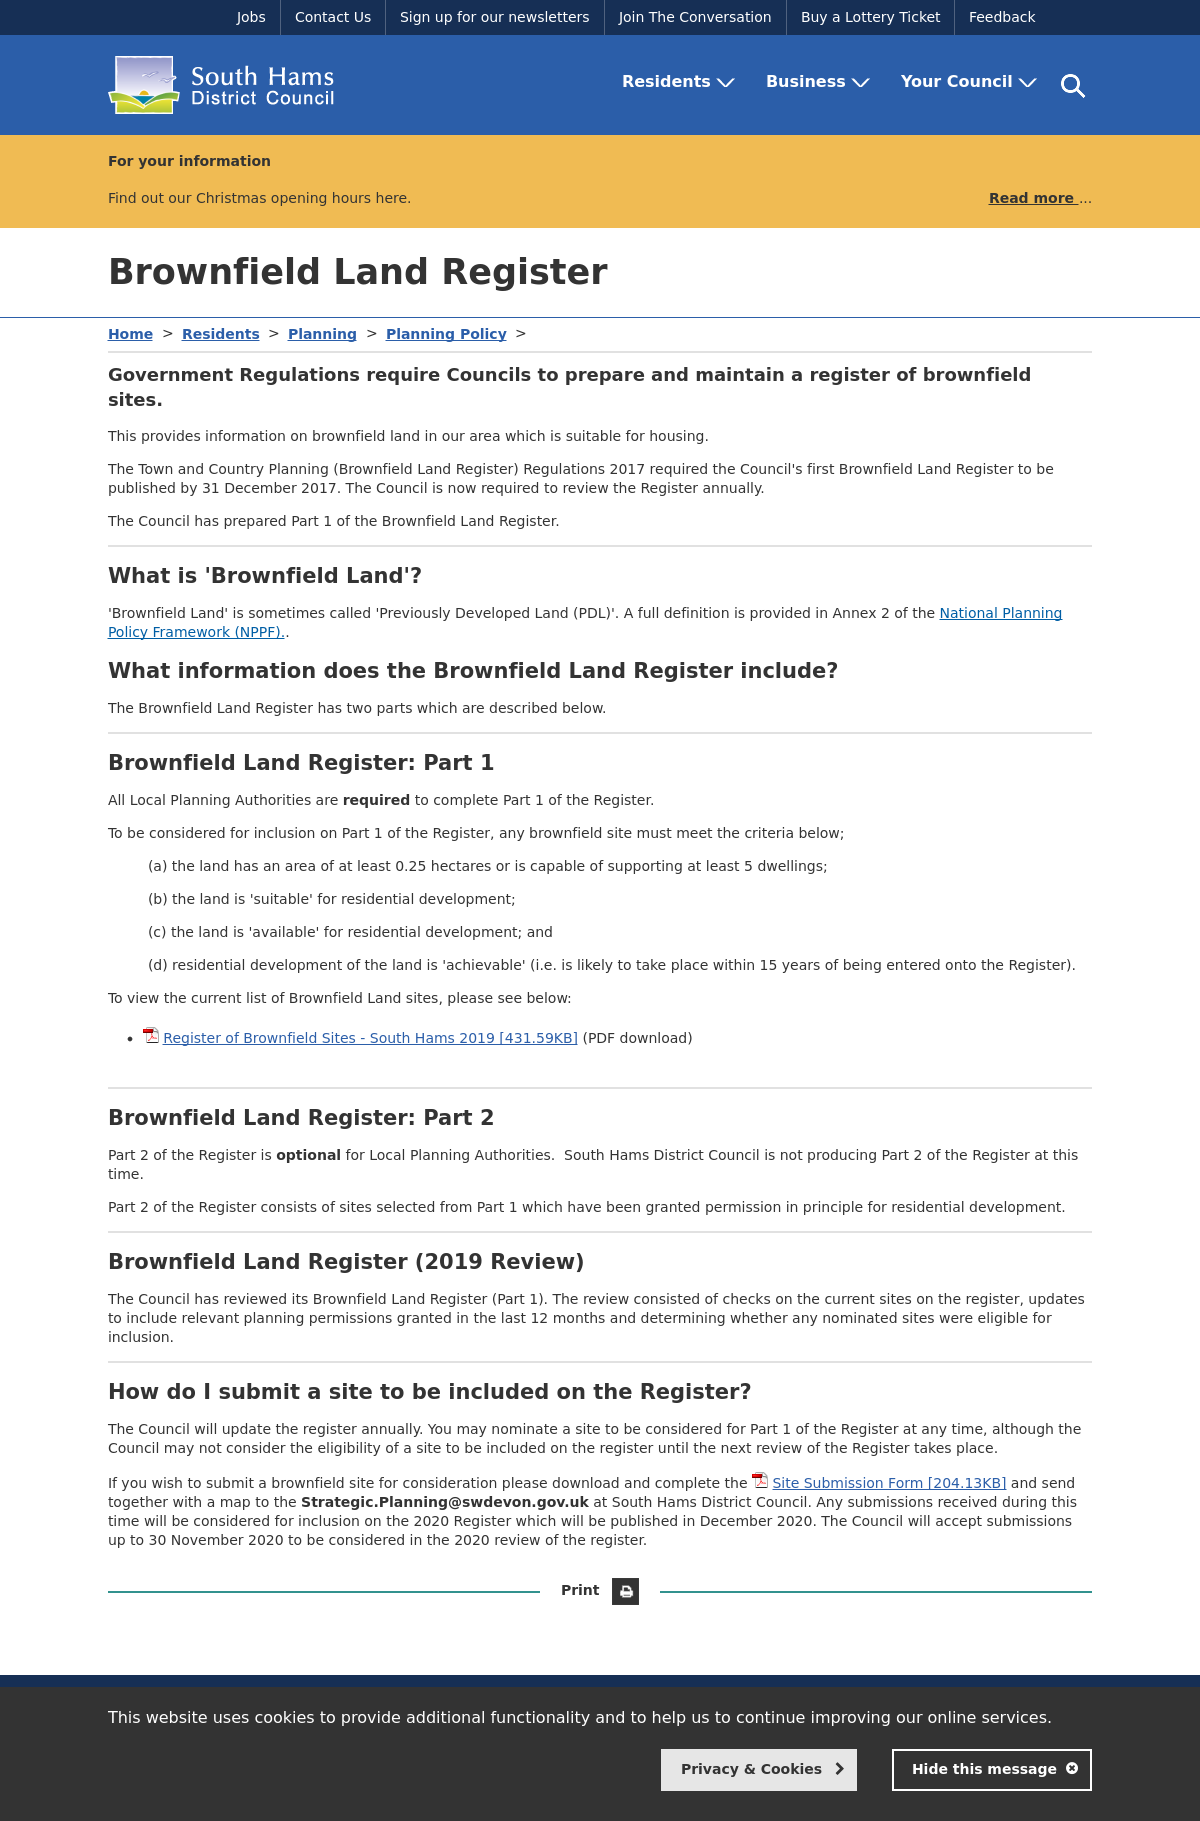 Jobs
Contact Us
Sign up for our newsletters
Join The Conversation
Buy a Lottery Ticket
Feedback
South Hams
District Council
Residents
Business
Your Council
For your information
Find out our Christmas opening hours here.
Read more ...
Brownfield Land Register
Home > Residents > Planning > Planning Policy >
Government Regulations require Councils to prepare and maintain a register of brownfield
sites.
This provides information on brownfield land in our area which is suitable for housing.
The Town and Country Planning (Brownfield Land Register) Regulations 2017 required the Council's first Brownfield Land Register to be
published by 31 December 2017. The Council is now required to review the Register annually.
The Council has prepared Part 1 of the Brownfield Land Register.
What is 'Brownfield Land'?
'Brownfield Land' is sometimes called 'Previously Developed Land (PDL)'. A full definition is provided in Annex 2 of the National Planning
Policy Framework (NPPF)..
What information does the Brownfield Land Register include?
The Brownfield Land Register has two parts which are described below.
Brownfield Land Register: Part 1
All Local Planning Authorities are required to complete Part 1 of the Register.
To be considered for inclusion on Part 1 of the Register, any brownfield site must meet the criteria below;
(a) the land has an area of at least 0.25 hectares or is capable of supporting at least 5 dwellings;
(b) the land is 'suitable' for residential development;
(c) the land is 'available' for residential development; and
(d) residential development of the land is 'achievable' (i.e. is likely to take place within 15 years of being entered onto the Register).
To view the current list of Brownfield Land sites, please see below:
• Register of Brownfield Sites - South Hams 2019 [431.59KB] (PDF download)
Brownfield Land Register: Part 2
Part 2 of the Register is optional for Local Planning Authorities.  South Hams District Council is not producing Part 2 of the Register at this
time.
Part 2 of the Register consists of sites selected from Part 1 which have been granted permission in principle for residential development.
Brownfield Land Register (2019 Review)
The Council has reviewed its Brownfield Land Register (Part 1). The review consisted of checks on the current sites on the register, updates
to include relevant planning permissions granted in the last 12 months and determining whether any nominated sites were eligible for
inclusion.
How do I submit a site to be included on the Register?
The Council will update the register annually. You may nominate a site to be considered for Part 1 of the Register at any time, although the
Council may not consider the eligibility of a site to be included on the register until the next review of the Register takes place.
If you wish to submit a brownfield site for consideration please download and complete the Site Submission Form [204.13KB] and send
together with a map to the Strategic.Planning@swdevon.gov.uk at South Hams District Council. Any submissions received during this
time will be considered for inclusion on the 2020 Register which will be published in December 2020. The Council will accept submissions
up to 30 November 2020 to be considered in the 2020 review of the register.
Print
This website uses cookies to provide additional functionality and to help us to continue improving our online services.
Privacy & Cookies
Hide this message